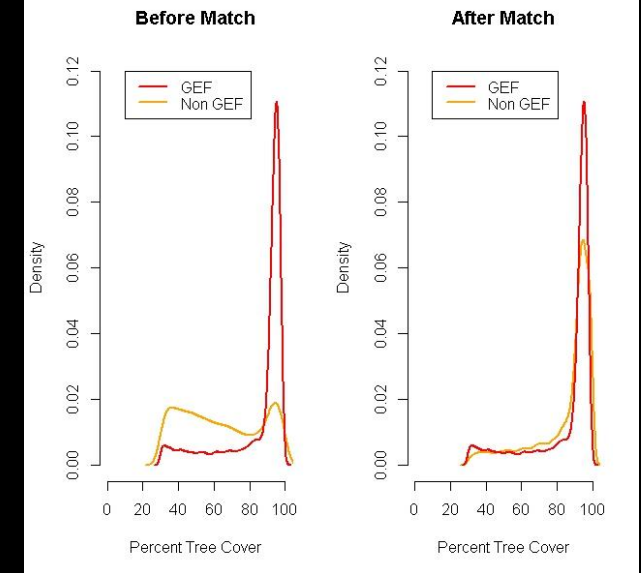 Before Match
0.12
0.10
0.08
0.06
0.04
0.02
0.00
Density
GEF
Non GEF
0 20 40 60 80 100
Percent Tree Cover
After Match
0.12
0.10
0.08
0.06
0.04
0.02
0.00
Density
GEF
Non GEF
0 20 40 60 80 100
Percent Tree Cover